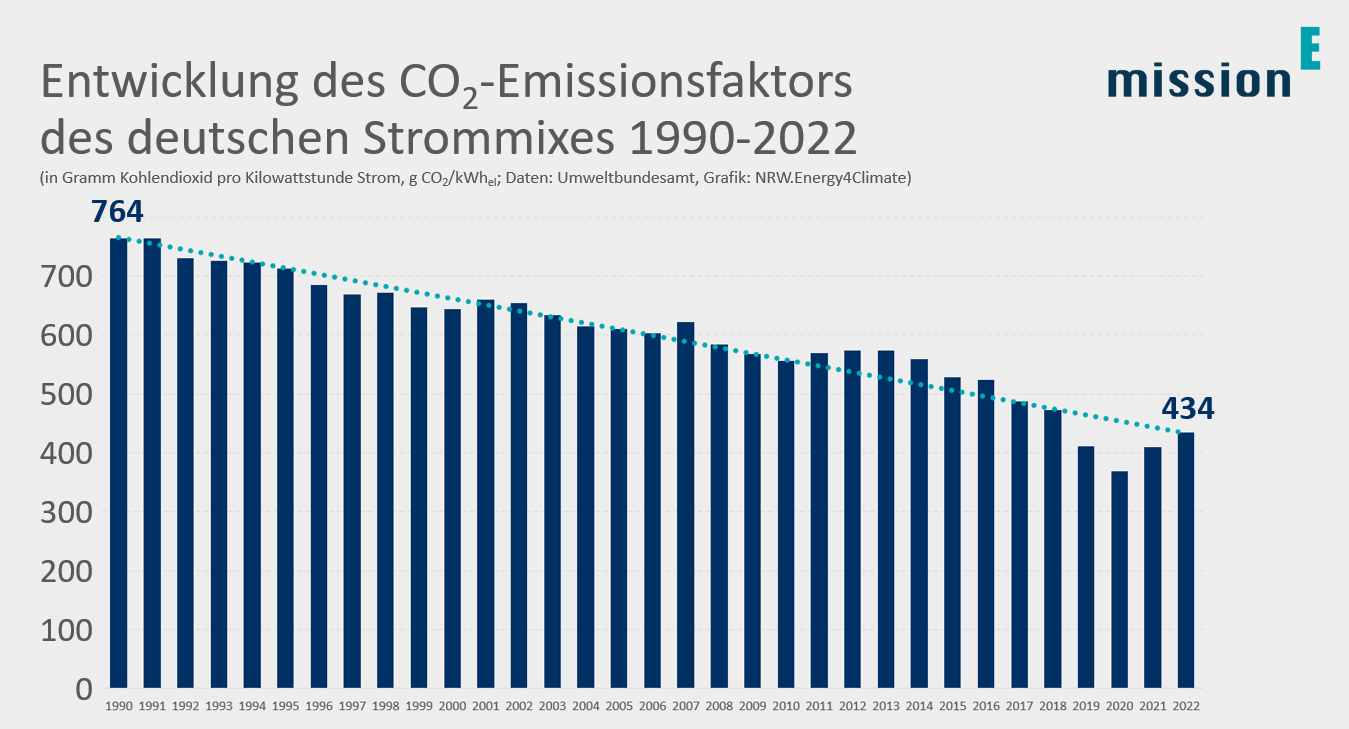 Entwicklung des CO₂-Emissionsfaktors
des deutschen Strommixes 1990-2022
(in Gramm Kohlendioxid pro Kilowattstunde Strom, g CO₂/kWhₑₗ; Daten: Umweltbundesamt, Grafik: NRW.Energy4Climate)
mission E
764
700
600
500
434
400
300
200
100
0
1990 1991 1992 1993 1994 1995 1996 1997 1998 1999 2000 2001 2002 2003 2004 2005 2006 2007 2008 2009 2010 2011 2012 2013 2014 2015 2016 2017 2018 2019 2020 2021 2022